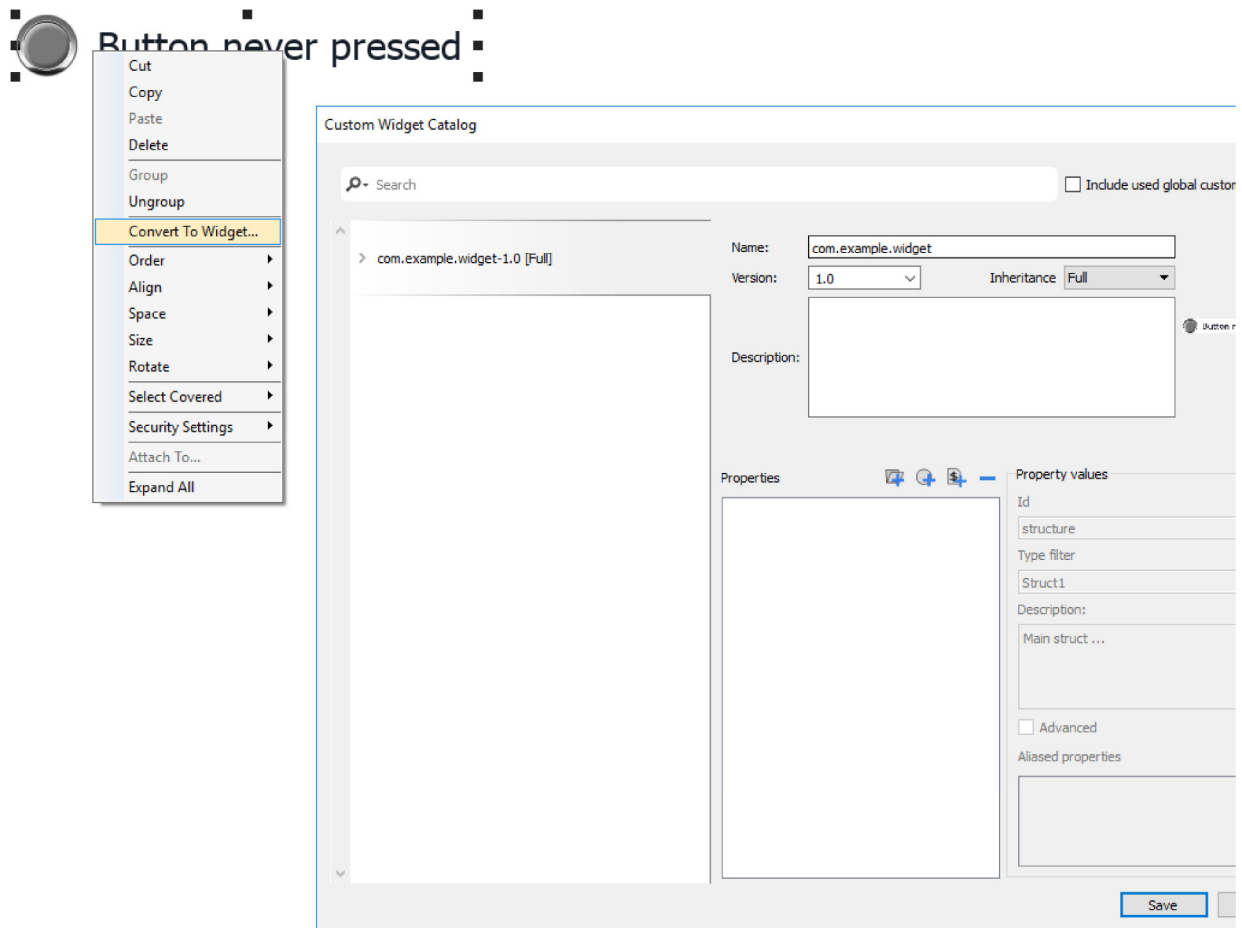 Button never pressed
Cut
Copy
Paste
Delete
Group
Ungroup
Convert To Widget...
Order
Align
Space
Size
Rotate
Select Covered
Security Settings
Attach To...
Expand All
Custom Widget Catalog
Search
Include used global custor
com.example.widget-1.0 [Full]
Name: com.example.widget
Version: 1.0 Inheritance Full
Description:
Button n
Properties
Property values
Id
structure
Type filter
Struct1
Description:
Main struct ...
Advanced
Aliased properties
Save